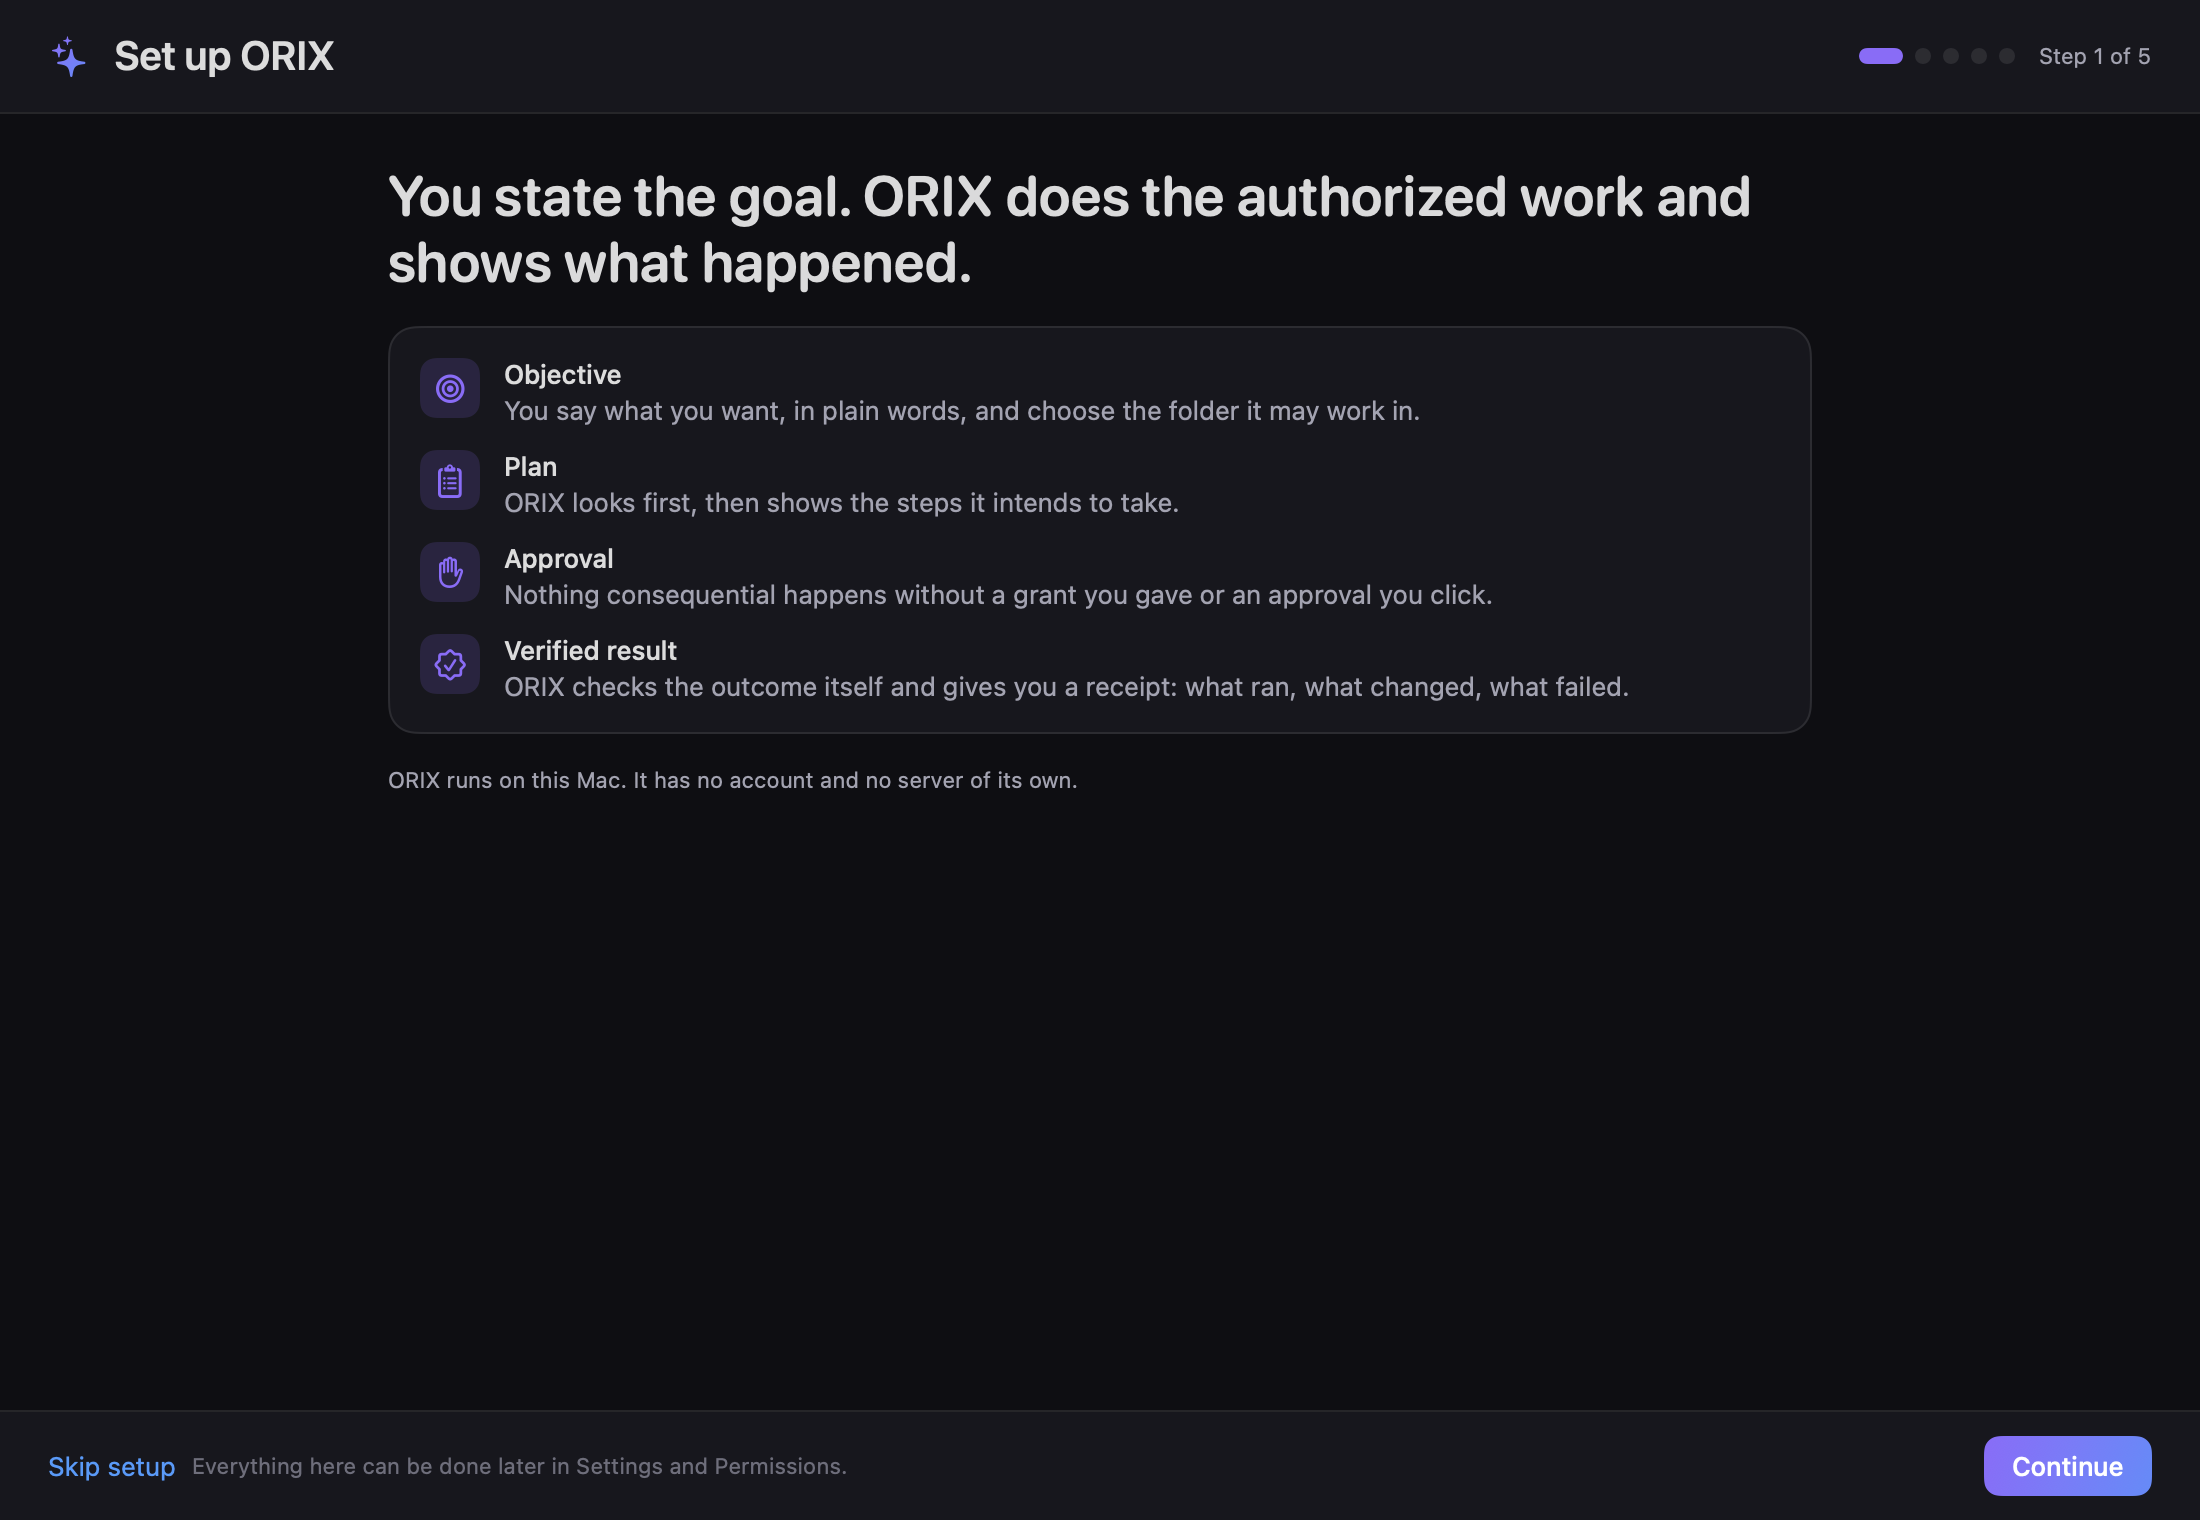 Set up ORIX
Step 1 of 5
You state the goal. ORIX does the authorized work and
shows what happened.
Objective
You say what you want, in plain words, and choose the folder it may work in.
Plan
ORIX looks first, then shows the steps it intends to take.
Approval
Nothing consequential happens without a grant you gave or an approval you click.
Verified result
ORIX checks the outcome itself and gives you a receipt: what ran, what changed, what failed.
ORIX runs on this Mac. It has no account and no server of its own.
Skip setup Everything here can be done later in Settings and Permissions.
Continue